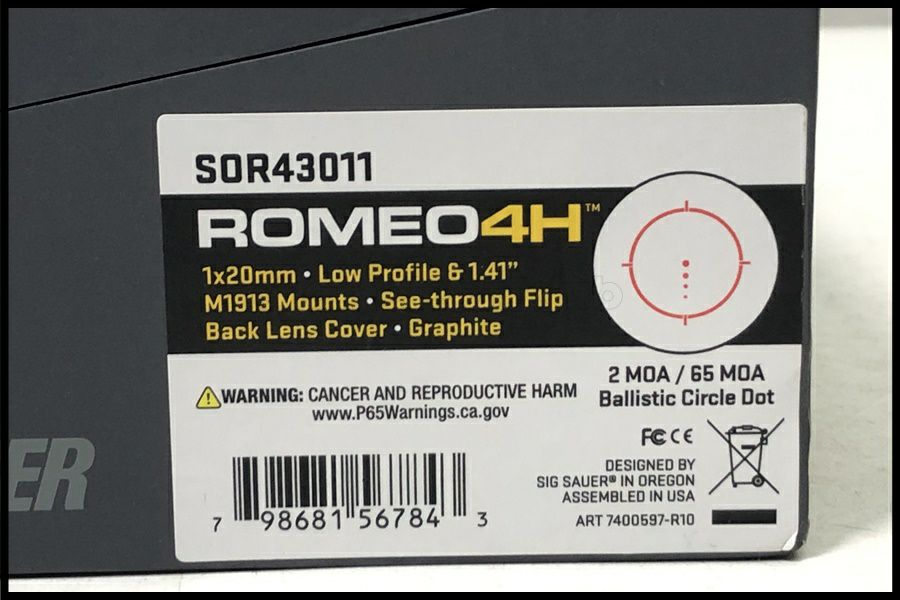 SOR43011
ROMEO4H™
1x20mm • Low Profile & 1.41”
M1913 Mounts • See-through Flip
Back Lens Cover • Graphite
2 MOA / 65 MOA
Ballistic Circle Dot
WARNING: CANCER AND REPRODUCTIVE HARM
www.P65Warnings.ca.gov
FC CE
DESIGNED BY
SIG SAUER® IN OREGON
ASSEMBLED IN USA
ART 7400597-R10
7 98681 56784 3
ER